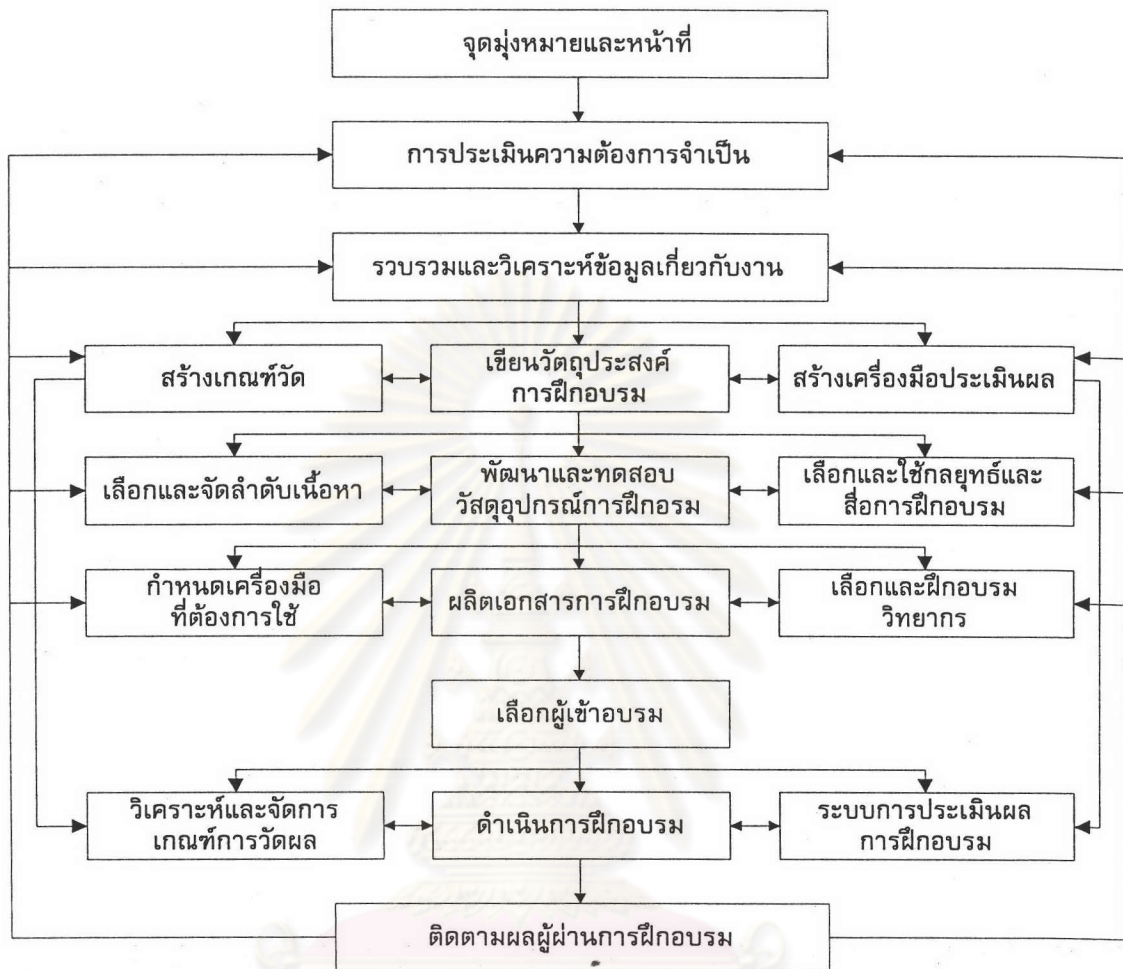 จุดมุ่งหมายและหน้าที่
การประเมินความต้องการจำเป็น
รวบรวมและวิเคราะห์ข้อมูลเกี่ยวกับงาน
สร้างเกณฑ์วัด
เขียนวัตถุประสงค์
การฝึกอบรม
สร้างเครื่องมือประเมินผล
เลือกและจัดลำดับเนื้อหา
พัฒนาและทดสอบ
วัสดุอุปกรณ์การฝึกอรม
เลือกและใช้กลยุทธ์และ
สื่อการฝึกอบรม
กำหนดเครื่องมือ
ที่ต้องการใช้
ผลิตเอกสารการฝึกอบรม
เลือกและฝึกอบรม
วิทยากร
เลือกผู้เข้าอบรม
วิเคราะห์และจัดการ
เกณฑ์การวัดผล
ดำเนินการฝึกอบรม
ระบบการประเมินผล
การฝึกอบรม
ติดตามผลผู้ผ่านการฝึกอบรม